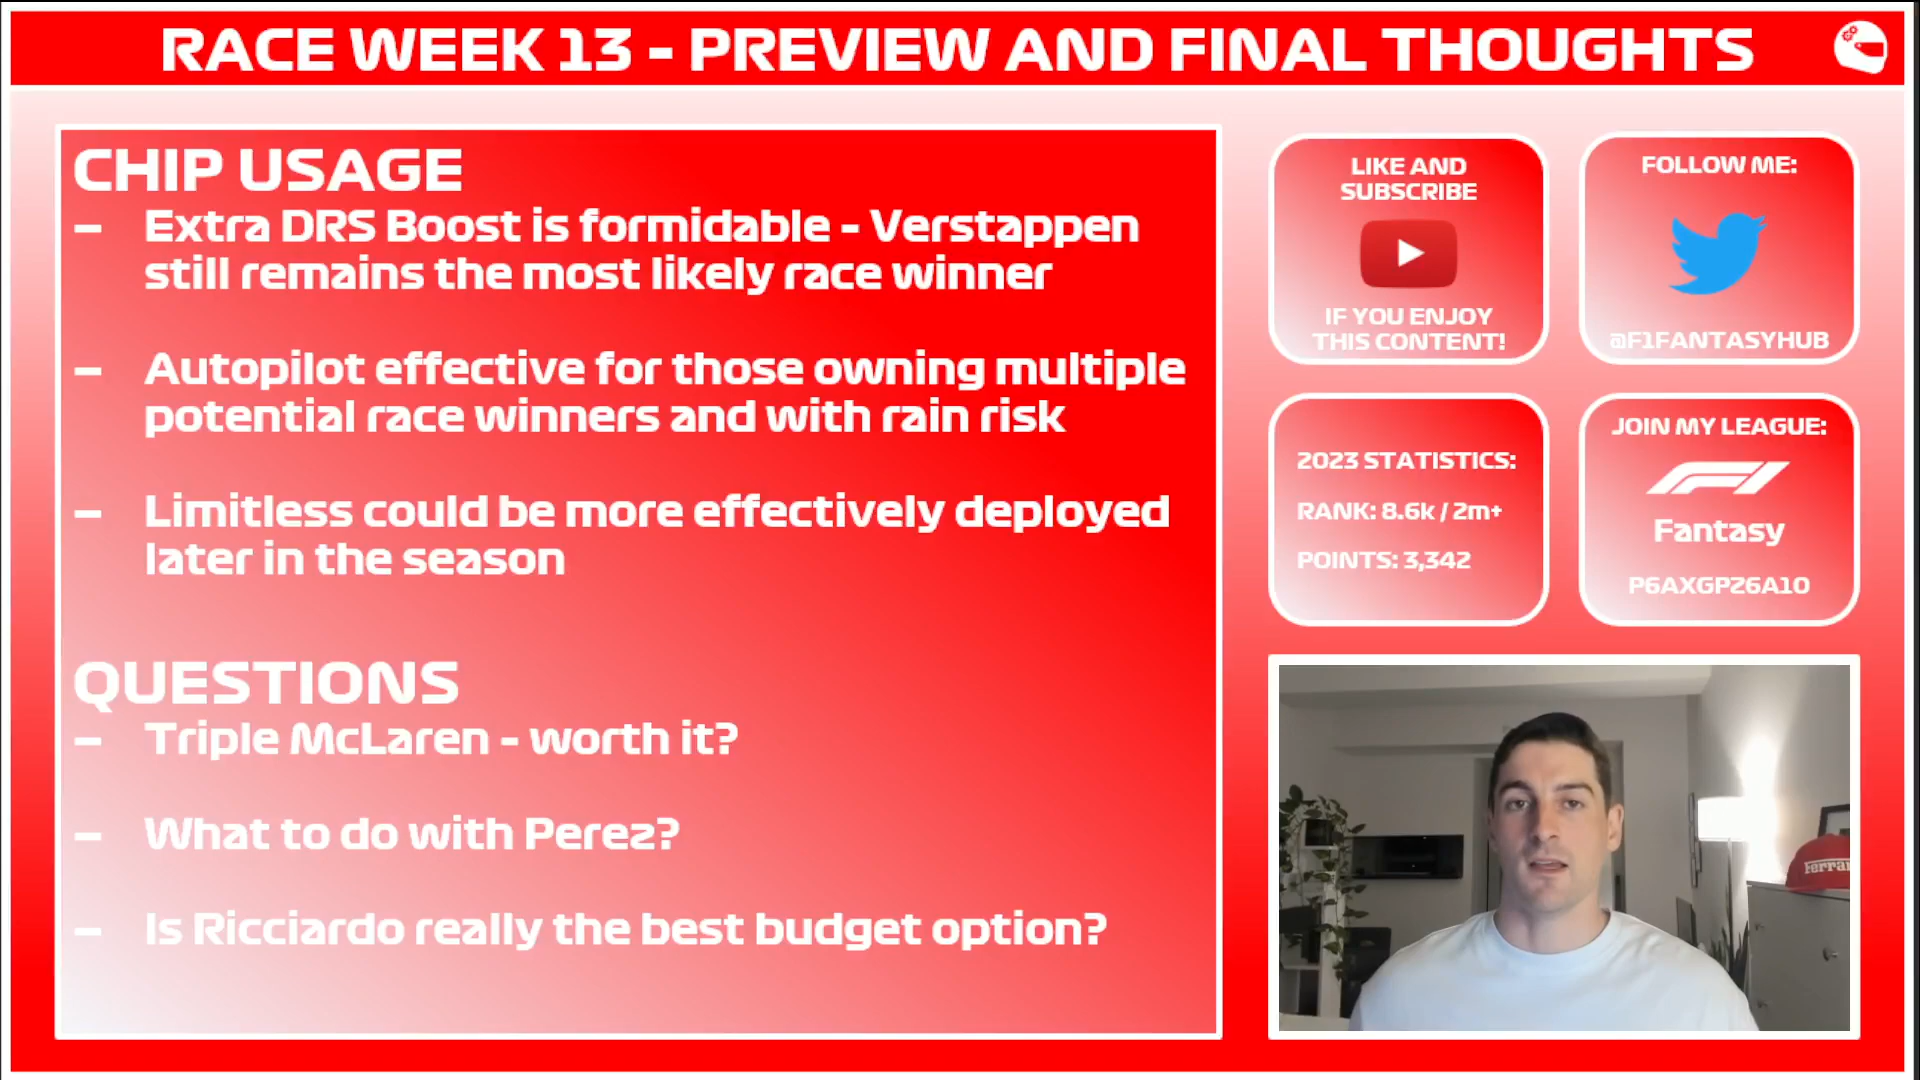 RACE WEEK 13 - PREVIEW AND FINAL THOUGHTS
CHIP USAGE
- Extra DRS Boost is formidable - Verstappen
still remains the most likely race winner
- Autopilot effective for those owning multiple
potential race winners and with rain risk
- Limitless could be more effectively deployed
later in the season
QUESTIONS
- Triple McLaren - worth it?
- What to do with Perez?
- Is Ricciardo really the best budget option?
LIKE AND
SUBSCRIBE
IF YOU ENJOY
THIS CONTENT!
FOLLOW ME:
@F1FANTASYHUB
2023 STATISTICS:
RANK: 8.6k / 2m+
POINTS: 3,342
JOIN MY LEAGUE:
F1
Fantasy
P6AXGPZ6A10